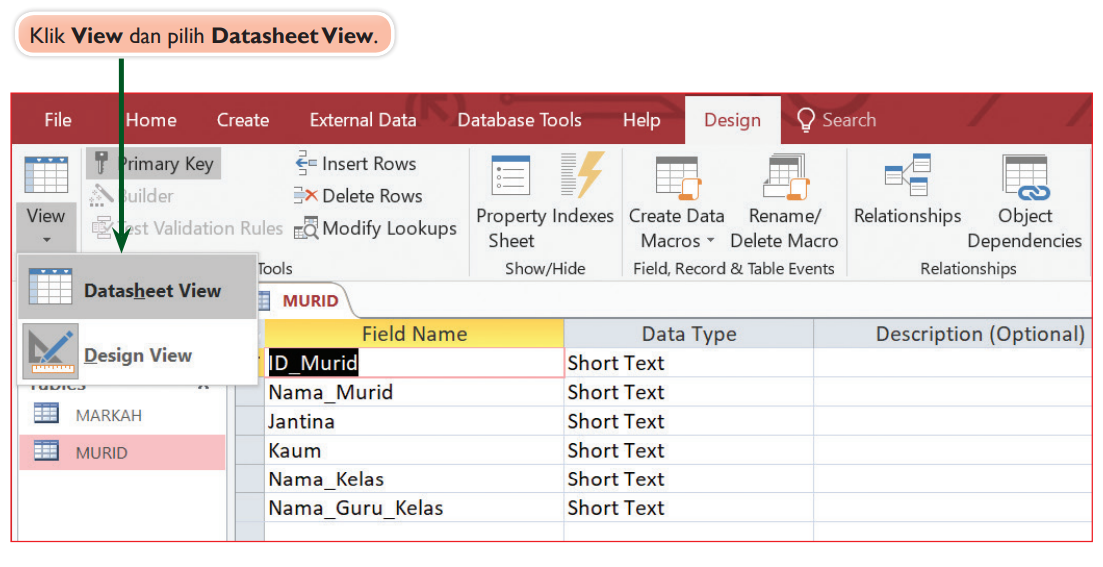 Klik View dan pilih Datasheet View.
File Home Create External Data Database Tools Help Design Search
View
Primary Key
Builder
Test Validation Rules
Insert Rows
Delete Rows
Modify Lookups
Tools
Property Sheet
Indexes
Show/Hide
Create Data Macros
Rename/ Delete Macro
Field, Record & Table Events
Relationships
Object Dependencies
Relationships
Datasheet View
Design View
Tables
MARKAH
MURID
MURID
Field Name Data Type Description (Optional)
ID_Murid Short Text
Nama_Murid Short Text
Jantina Short Text
Kaum Short Text
Nama_Kelas Short Text
Nama_Guru_Kelas Short Text